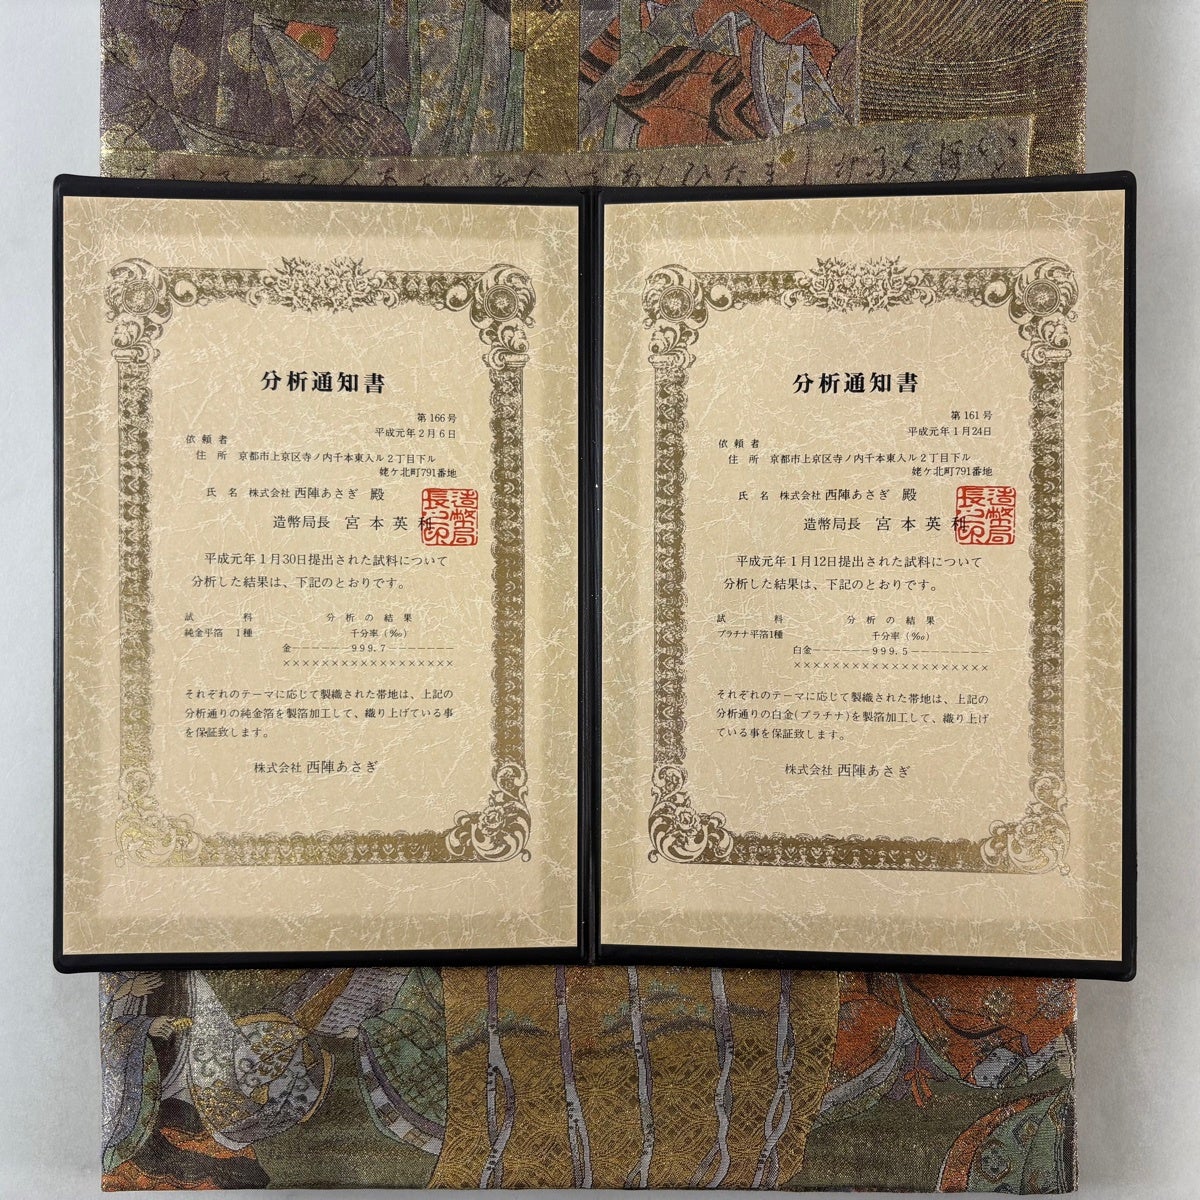 分析通知書
第166号
平成元年2月6日
依頼者
住所 京都市上京区寺ノ内千本東入ル2丁目下ル
姥ケ北町791番地
氏名 株式会社 西陣あさぎ 殿
造幣局長 宮本英利
造幣局長之印
平成元年1月30日提出された試料について
分析した結果は、下記のとおりです。
試料 分析の結果
純金平箔 1種 千分率(‰)
金-------999.7--------
××××××××××××××××××
それぞれのテーマに応じて製織された帯地は、上記の
分析通りの純金箔を製箔加工して、織り上げている事
を保証致します。
株式会社 西陣あさぎ
分析通知書
第161号
平成元年1月24日
依頼者
住所 京都市上京区寺ノ内千本東入ル2丁目下ル
姥ケ北町791番地
氏名 株式会社 西陣あさぎ 殿
造幣局長 宮本英利
造幣局長之印
平成元年1月12日提出された試料について
分析した結果は、下記のとおりです。
試料 分析の結果
プラチナ平箔1種 千分率(‰)
白金-------999.5---------
××××××××××××××××××××
それぞれのテーマに応じて製織された帯地は、上記の
分析通りの白金(プラチナ)を製箔加工して、織り上げ
ている事を保証致します。
株式会社 西陣あさぎ